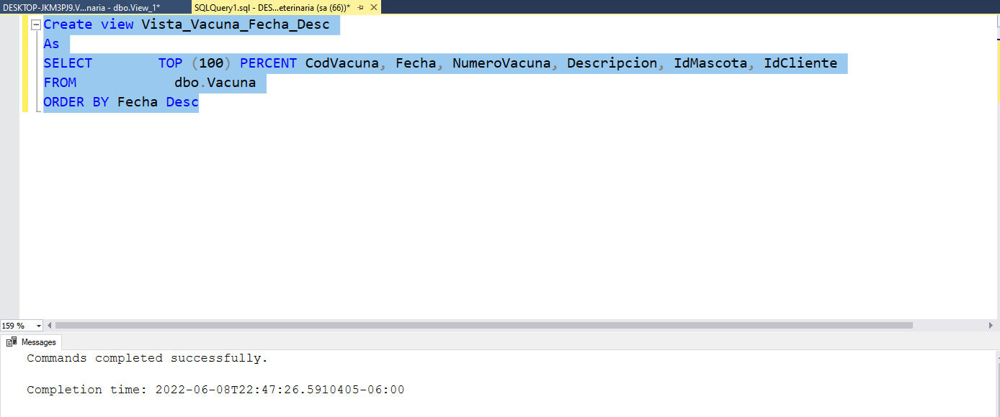 DESKTOP-JKM3PJ9.V...naria - dbo.View_1* SQLQuery1.sql - DES...eterinaria (sa (66))*
Create view Vista_Vacuna_Fecha_Desc
As
SELECT TOP (100) PERCENT CodVacuna, Fecha, NumeroVacuna, Descripcion, IdMascota, IdCliente
FROM dbo.Vacuna
ORDER BY Fecha Desc
159 %
Messages
Commands completed successfully.
Completion time: 2022-06-08T22:47:26.5910405-06:00